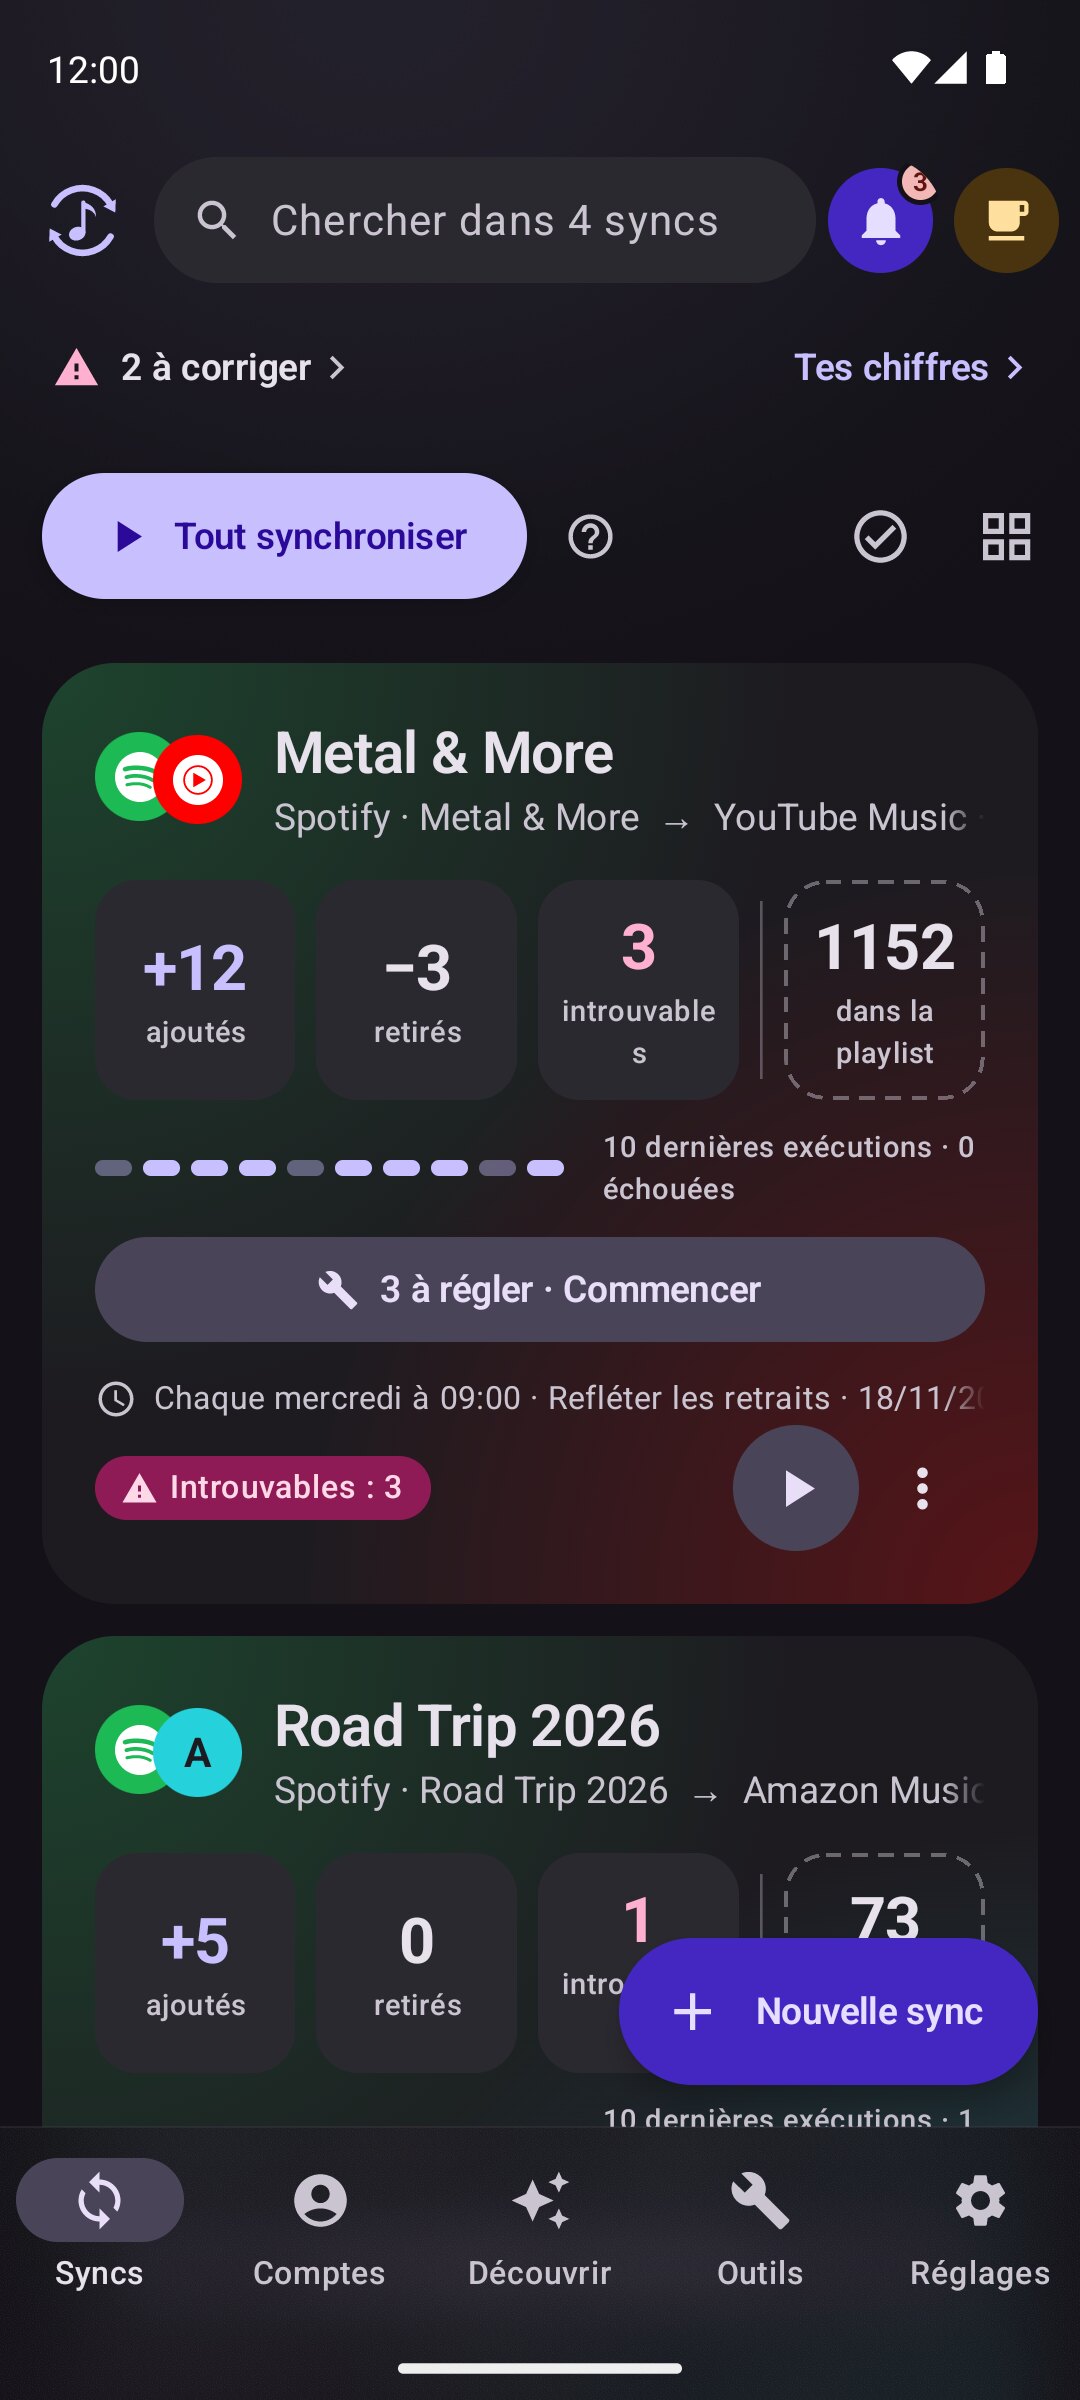 12:00
Chercher dans 4 syncs
3
2 à corriger
Tes chiffres
Tout synchroniser
Metal & More
Spotify · Metal & More → YouTube Music
+12
ajoutés
−3
retirés
3
introuvable
s
1152
dans la
playlist
10 dernières exécutions · 0
échouées
3 à régler · Commencer
Chaque mercredi à 09:00 · Refléter les retraits · 18/11/20
Introuvables : 3
A
Road Trip 2026
Spotify · Road Trip 2026 → Amazon Music
+5
ajoutés
0
retirés
1
73
Nouvelle sync
10 dernières exécutions · 1
Syncs
Comptes
Découvrir
Outils
Réglages